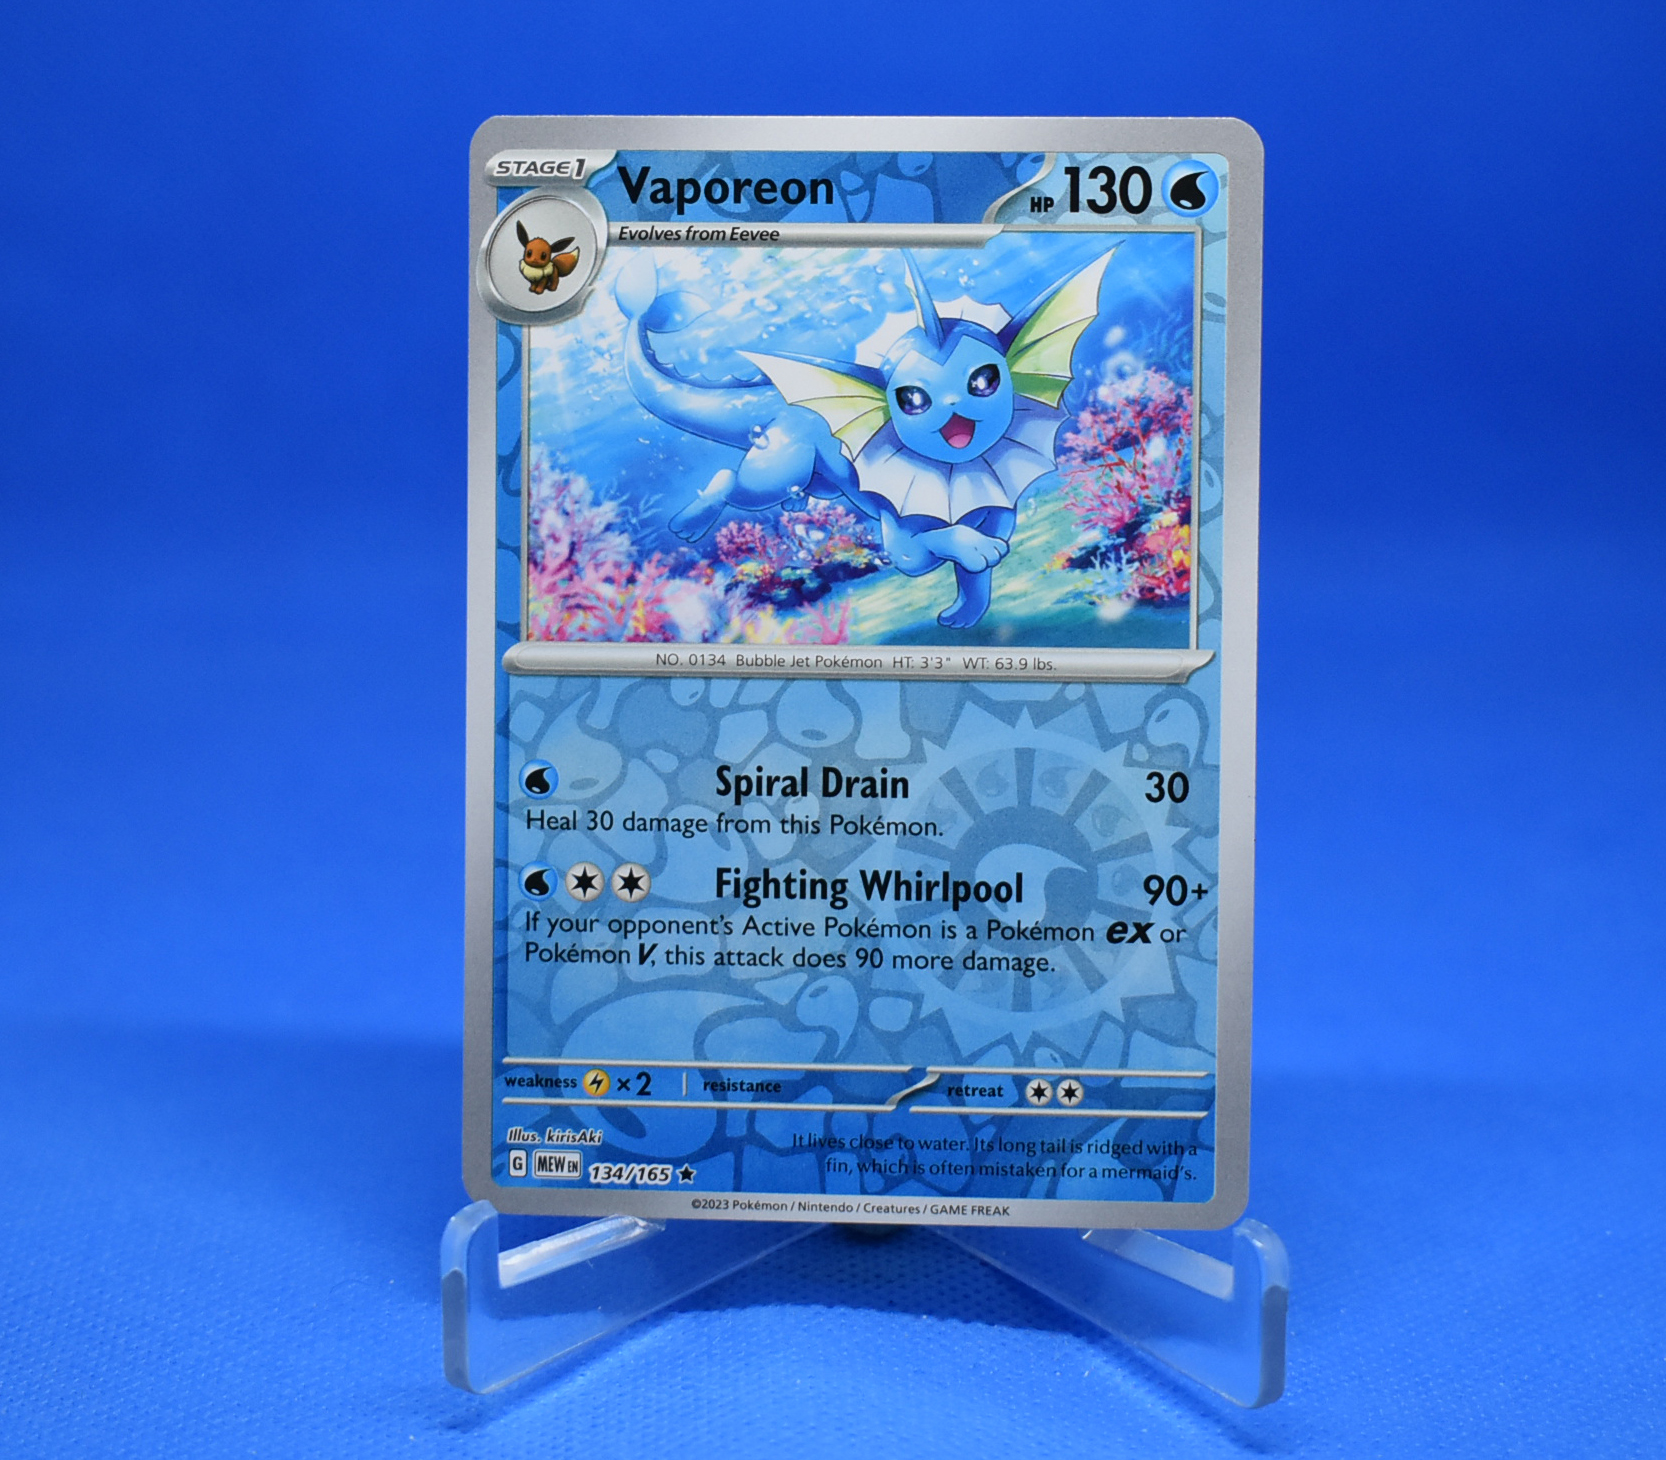 STAGE 1
Vaporeon
HP 130
Evolves from Eevee
NO. 0134 Bubble Jet Pokémon HT: 3'3" WT: 63.9 lbs.
Spiral Drain 30
Heal 30 damage from this Pokémon.
Fighting Whirlpool 90+
If your opponent's Active Pokémon is a Pokémon ex or
Pokémon V, this attack does 90 more damage.
weakness ×2 resistance retreat
Illus. kirisAki
It lives close to water. Its long tail is ridged with a
fin, which is often mistaken for a mermaid's.
G MEW EN 134/165
©2023 Pokémon / Nintendo / Creatures / GAME FREAK